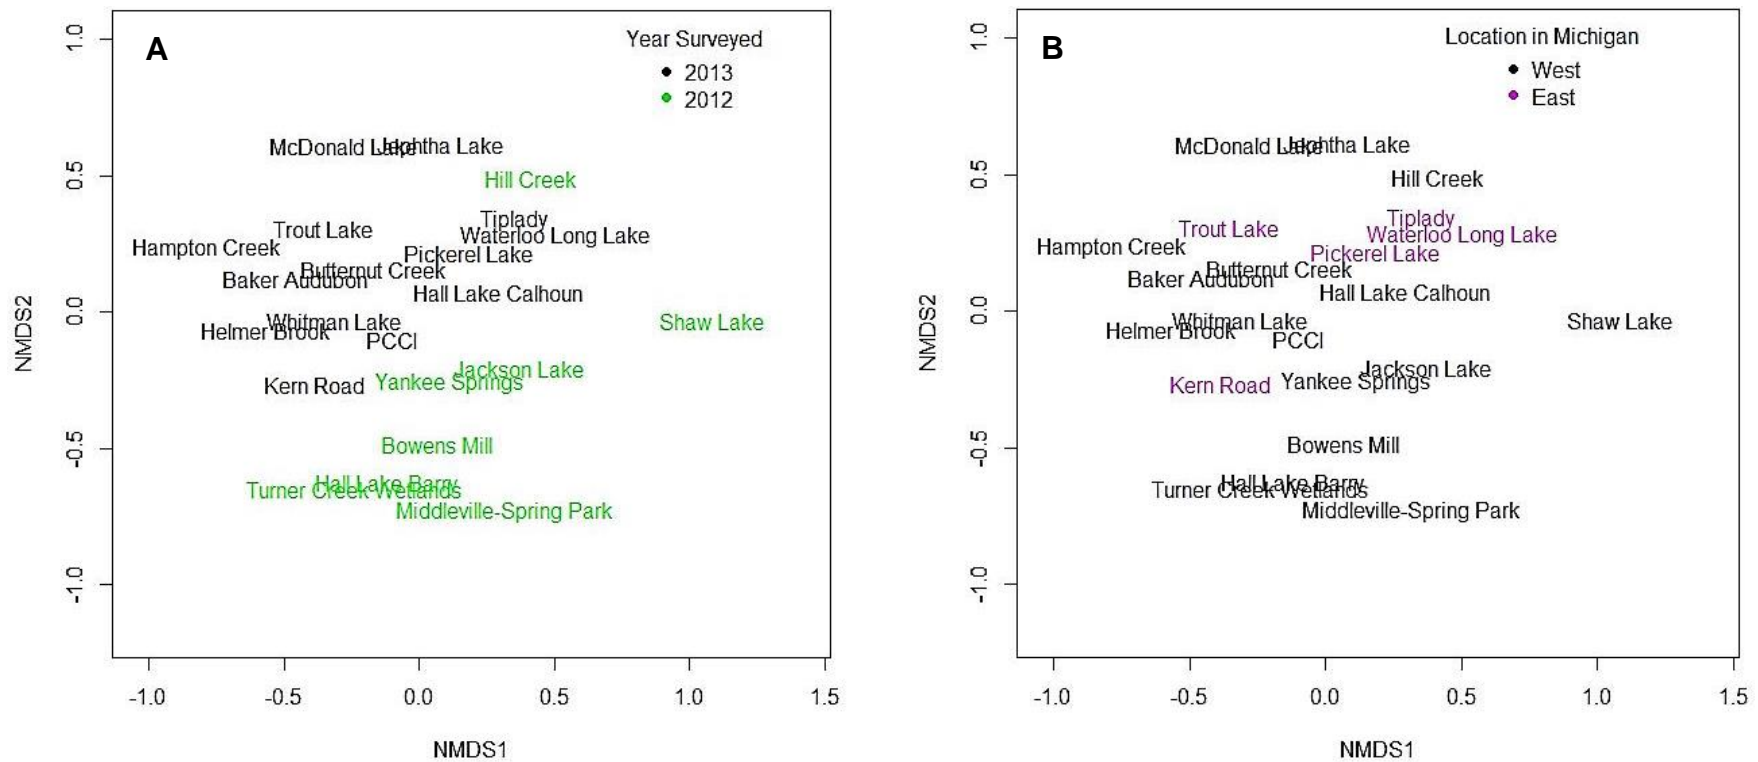 A
Year Surveyed
2013
2012
McDonald Lake
Jephtha Lake
Hill Creek
Tiplady
Trout Lake
Waterloo Long Lake
Hampton Creek
Pickerel Lake
Butternut Creek
Baker Audubon
Hall Lake Calhoun
Whitman Lake
Shaw Lake
Helmer Brook
PCCI
Jackson Lake
Yankee Springs
Kern Road
Bowens Mill
Hall Lake Barry
Turner Creek Wetlands
Middleville-Spring Park
1.0
0.5
0.0
-0.5
-1.0
NMDS2
-1.0 -0.5 0.0 0.5 1.0 1.5
NMDS1
B
Location in Michigan
West
East
McDonald Lake
Jephtha Lake
Hill Creek
Tiplady
Trout Lake
Waterloo Long Lake
Hampton Creek
Pickerel Lake
Butternut Creek
Baker Audubon
Hall Lake Calhoun
Whitman Lake
Shaw Lake
Helmer Brook
PCCI
Jackson Lake
Yankee Springs
Kern Road
Bowens Mill
Hall Lake Barry
Turner Creek Wetlands
Middleville-Spring Park
1.0
0.5
0.0
-0.5
-1.0
NMDS2
-1.0 -0.5 0.0 0.5 1.0 1.5
NMDS1